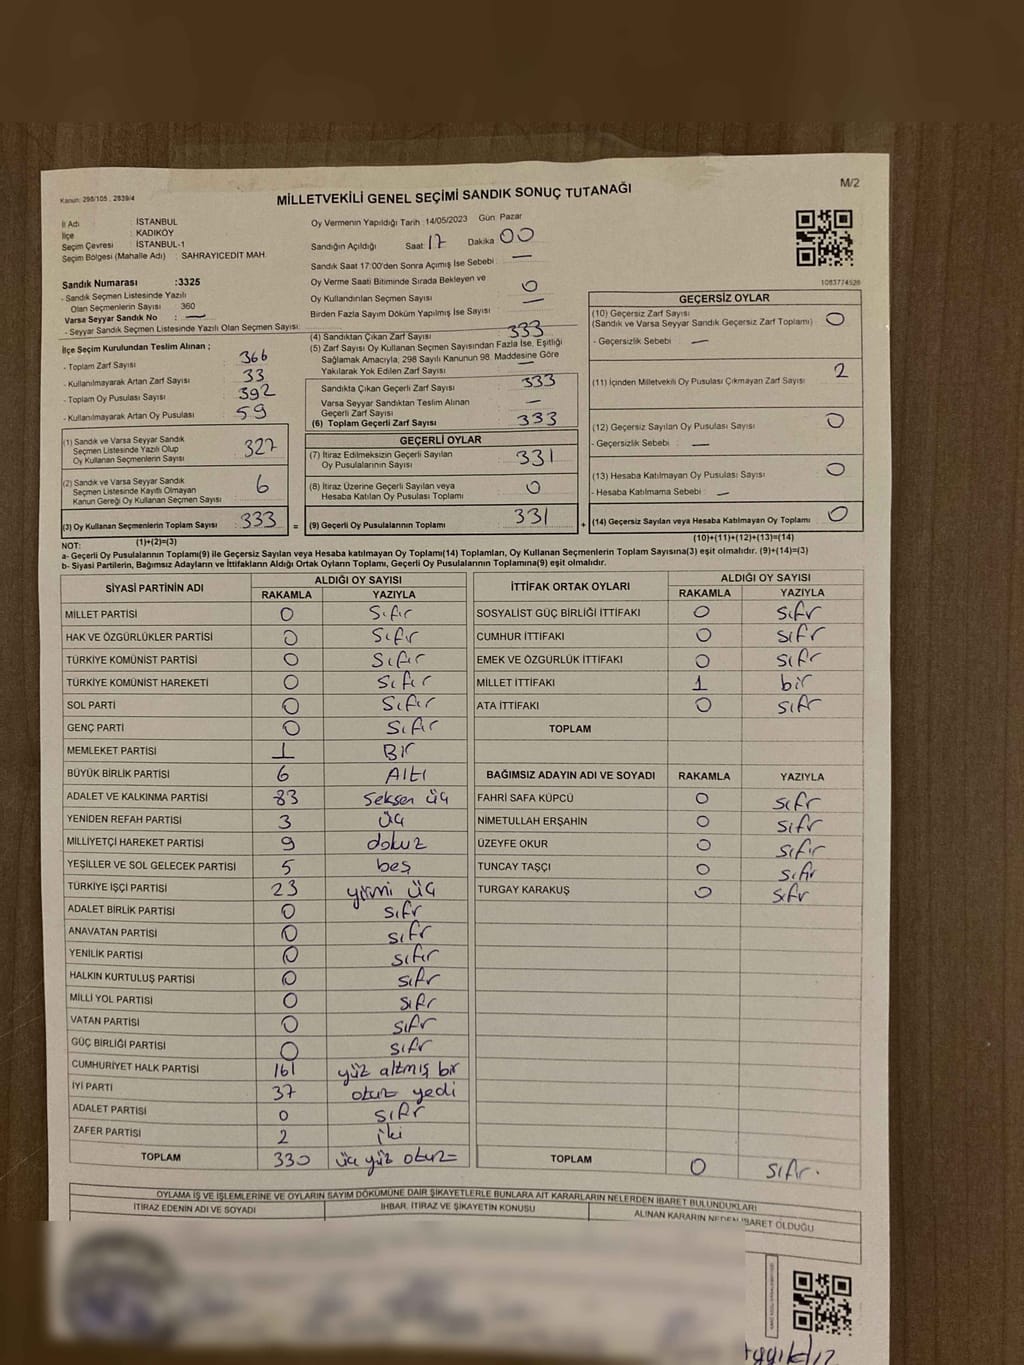 Kanun: 298/105, 2839/4
MİLLETVEKİLİ GENEL SEÇİMİ SANDIK SONUÇ TUTANAĞI
M/2
İl Adı : İSTANBUL
İlçe : KADIKÖY
Seçim Çevresi : İSTANBUL-1
Seçim Bölgesi (Mahalle Adı) : SAHRAYICEDİT MAH.
Oy Vermenin Yapıldığı Tarih : 14/05/2023 Gün: Pazar
Sandığın Açıldığı Saat 17 Dakika 00
Sandık Saat 17:00'den Sonra Açılmış İse Sebebi : —
Oy Verme Saati Bitiminde Sırada Bekleyen ve
Oy Kullandırılan Seçmen Sayısı 0
Birden Fazla Sayım Döküm Yapılmış İse Sayısı —
1083774526
Sandık Numarası :3325
- Sandık Seçmen Listesinde Yazılı
Olan Seçmenlerin Sayısı : 360
Varsa Seyyar Sandık No : —
- Seyyar Sandık Seçmen Listesinde Yazılı Olan Seçmen Sayısı:
İlçe Seçim Kurulundan Teslim Alınan ;
- Toplam Zarf Sayısı : 366
- Kullanılmayarak Artan Zarf Sayısı : 33
- Toplam Oy Pusulası Sayısı : 392
- Kullanılmayarak Artan Oy Pusulası : 59
(1) Sandık ve Varsa Seyyar Sandık
Seçmen Listesinde Yazılı Olup
Oy Kullanan Seçmenlerin Sayısı 327
(2) Sandık ve Varsa Seyyar Sandık
Seçmen Listesinde Kayıtlı Olmayan
Kanun Gereği Oy Kullanan Seçmen Sayısı 6
(3) Oy Kullanan Seçmenlerin Toplam Sayısı 333 =
(1)+(2)=(3)
(4) Sandıktan Çıkan Zarf Sayısı 333
(5) Zarf Sayısı Oy Kullanan Seçmen Sayısından Fazla İse, Eşitliği
Sağlamak Amacıyla, 298 Sayılı Kanunun 98. Maddesine Göre
Yakılarak Yok Edilen Zarf Sayısı —
Sandıkta Çıkan Geçerli Zarf Sayısı 333
Varsa Seyyar Sandıktan Teslim Alınan
Geçerli Zarf Sayısı —
(6) Toplam Geçerli Zarf Sayısı 333
GEÇERLİ OYLAR
(7) İtiraz Edilmeksizin Geçerli Sayılan
Oy Pusulalarının Sayısı 331
(8) İtiraz Üzerine Geçerli Sayılan veya
Hesaba Katılan Oy Pusulası Toplamı 0
(9) Geçerli Oy Pusulalarının Toplamı 331 +
GEÇERSİZ OYLAR
(10) Geçersiz Zarf Sayısı
(Sandık ve Varsa Seyyar Sandık Geçersiz Zarf Toplamı) 0
- Geçersizlik Sebebi : —
(11) İçinden Milletvekili Oy Pusulası Çıkmayan Zarf Sayısı 2
(12) Geçersiz Sayılan Oy Pusulası Sayısı 0
- Geçersizlik Sebebi : —
(13) Hesaba Katılmayan Oy Pusulası Sayısı 0
- Hesaba Katılmama Sebebi : —
(14) Geçersiz Sayılan veya Hesaba Katılmayan Oy Toplamı 0
(10)+(11)+(12)+(13)=(14)
NOT:
a- Geçerli Oy Pusulalarının Toplamı(9) ile Geçersiz Sayılan veya Hesaba katılmayan Oy Toplamı(14) Toplamları, Oy Kullanan Seçmenlerin Toplam Sayısına(3) eşit olmalıdır. (9)+(14)=(3)
b- Siyasi Partilerin, Bağımsız Adayların ve İttifakların Aldığı Ortak Oyların Toplamı, Geçerli Oy Pusulalarının Toplamına(9) eşit olmalıdır.
SİYASİ PARTİNİN ADI ALDIĞI OY SAYISI
RAKAMLA YAZIYLA
MİLLET PARTİSİ 0 Sıfır
HAK VE ÖZGÜRLÜKLER PARTİSİ 0 Sıfır
TÜRKİYE KOMÜNİST PARTİSİ 0 Sıfır
TÜRKİYE KOMÜNİST HAREKETİ 0 Sıfır
SOL PARTİ 0 Sıfır
GENÇ PARTİ 0 Sıfır
MEMLEKET PARTİSİ 1 Bir
BÜYÜK BİRLİK PARTİSİ 6 Altı
ADALET VE KALKINMA PARTİSİ 83 Seksen üç
YENİDEN REFAH PARTİSİ 3 üç
MİLLİYETÇİ HAREKET PARTİSİ 9 dokuz
YEŞİLLER VE SOL GELECEK PARTİSİ 5 beş
TÜRKİYE İŞÇİ PARTİSİ 23 yirmi üç
ADALET BİRLİK PARTİSİ 0 sıfır
ANAVATAN PARTİSİ 0 sıfır
YENİLİK PARTİSİ 0 sıfır
HALKIN KURTULUŞ PARTİSİ 0 sıfır
MİLLİ YOL PARTİSİ 0 sıfır
VATAN PARTİSİ 0 sıfır
GÜÇ BİRLİĞİ PARTİSİ 0 sıfır
CUMHURİYET HALK PARTİSİ 161 yüz altmış bir
İYİ PARTİ 37 otuz yedi
ADALET PARTİSİ 0 sıfır
ZAFER PARTİSİ 2 iki
TOPLAM 330 üç yüz otuz
İTTİFAK ORTAK OYLARI ALDIĞI OY SAYISI
RAKAMLA YAZIYLA
SOSYALİST GÜÇ BİRLİĞİ İTTİFAKI 0 sıfır
CUMHUR İTTİFAKI 0 sıfır
EMEK VE ÖZGÜRLÜK İTTİFAKI 0 sıfır
MİLLET İTTİFAKI 1 bir
ATA İTTİFAKI 0 sıfır
TOPLAM
BAĞIMSIZ ADAYIN ADI VE SOYADI RAKAMLA YAZIYLA
FAHRİ SAFA KÜPCÜ 0 sıfır
NİMETULLAH ERŞAHİN 0 sıfır
ÜZEYFE OKUR 0 sıfır
TUNCAY TAŞÇI 0 sıfır
TURGAY KARAKUŞ 0 sıfır
TOPLAM 0 sıfır.
OYLAMA İŞ VE İŞLEMLERİNE VE OYLARIN SAYIM DÖKÜMÜNE DAİR ŞİKAYETLERLE BUNLARA AİT KARARLARIN NELERDEN İBARET BULUNDUKLARI
İTİRAZ EDENİN ADI VE SOYADI İHBAR, İTİRAZ VE ŞİKAYETİN KONUSU ALINAN KARARIN NEDEN İBARET OLDUĞU